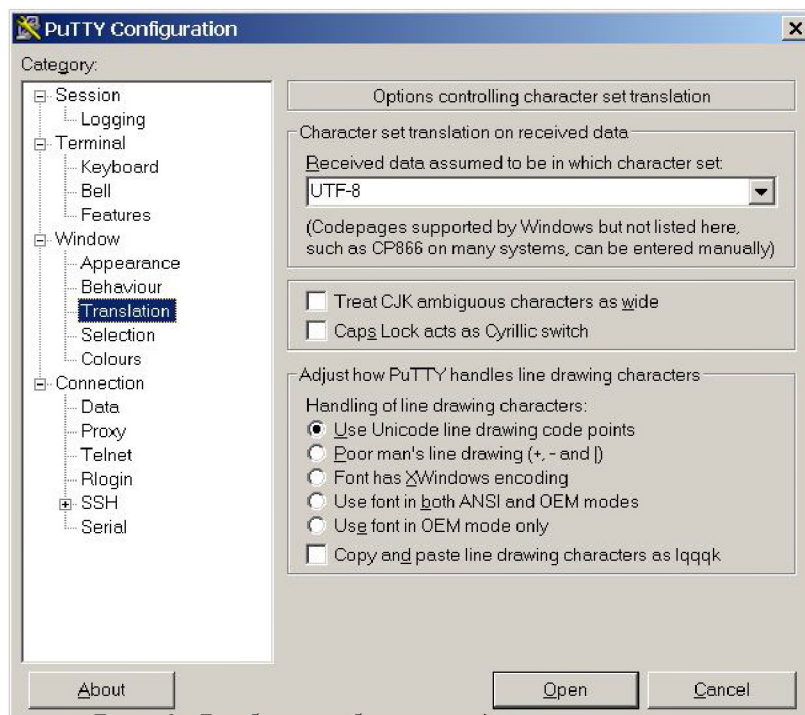 PuTTY Configuration
Category:
Session
Logging
Terminal
Keyboard
Bell
Features
Window
Appearance
Behaviour
Translation
Selection
Colours
Connection
Data
Proxy
Telnet
Rlogin
SSH
Serial
Options controlling character set translation
Character set translation on received data
Received data assumed to be in which character set:
UTF-8
(Codepages supported by Windows but not listed here,
such as CP866 on many systems, can be entered manually)
Treat CJK ambiguous characters as wide
Caps Lock acts as Cyrillic switch
Adjust how PuTTY handles line drawing characters
Handling of line drawing characters:
Use Unicode line drawing code points
Poor man's line drawing (+, - and |)
Font has XWindows encoding
Use font in both ANSI and OEM modes
Use font in OEM mode only
Copy and paste line drawing characters as lqqqk
About
Open
Cancel